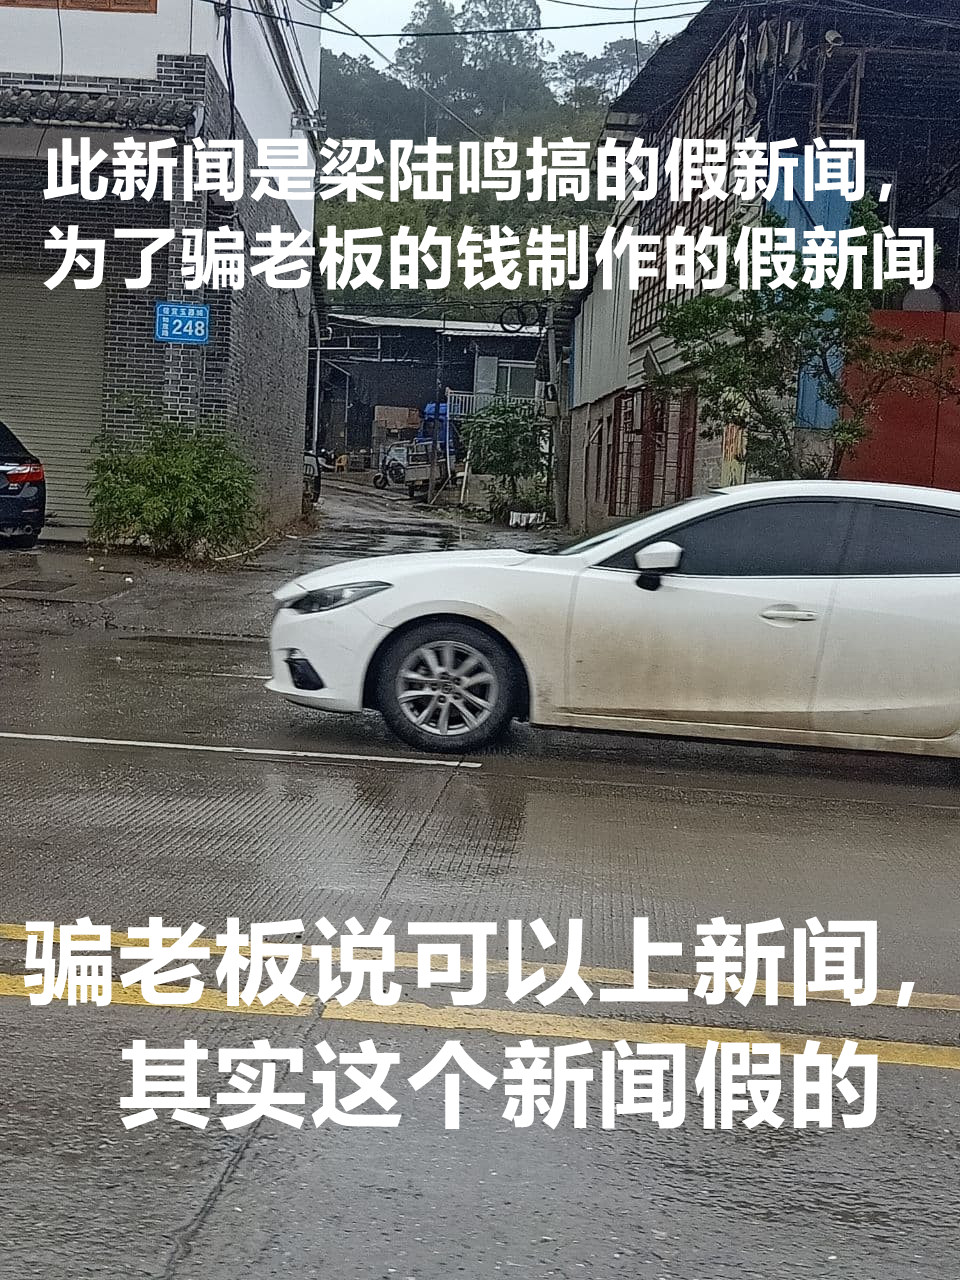 此新闻是梁陆鸣搞的假新闻，
为了骗老板的钱制作的假新闻
248
骗老板说可以上新闻，
其实这个新闻假的